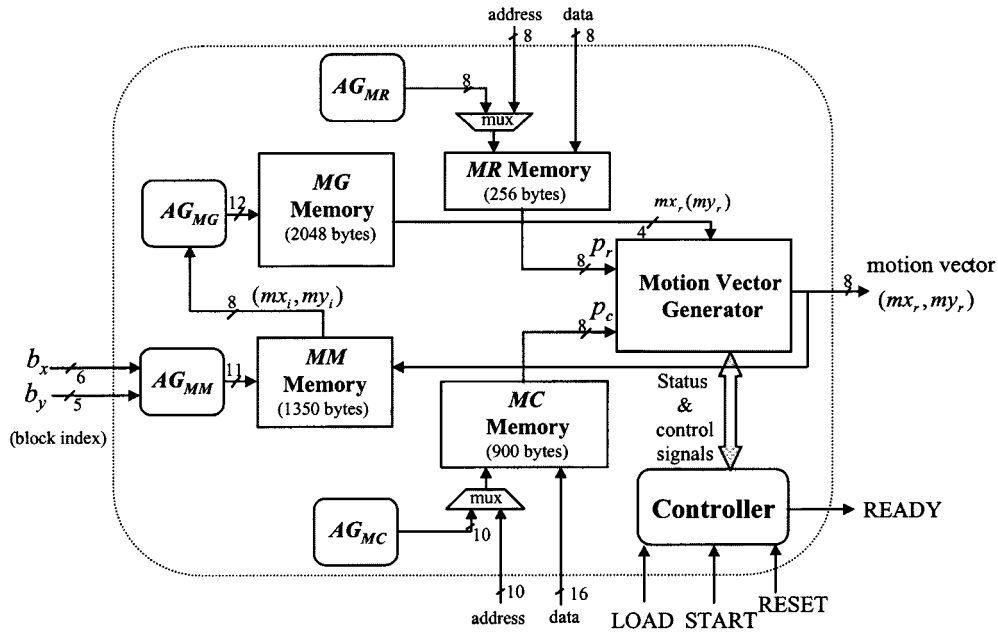 address data
8 8
AG_MR
8
mux
MR Memory
(256 bytes)
MG
Memory
(2048 bytes)
AG_MG
12
mx_r(my_r)
4
p_r
8
Motion Vector
Generator
8
motion vector
(mx_r, my_r)
8
(mx_i, my_i)
p_c
8
b_x
6
b_y
5
(block index)
AG_MM
11
MM
Memory
(1350 bytes)
MC
Memory
(900 bytes)
Status
&
control
signals
mux
AG_MC
10
Controller
READY
10 16
address data
LOAD START RESET